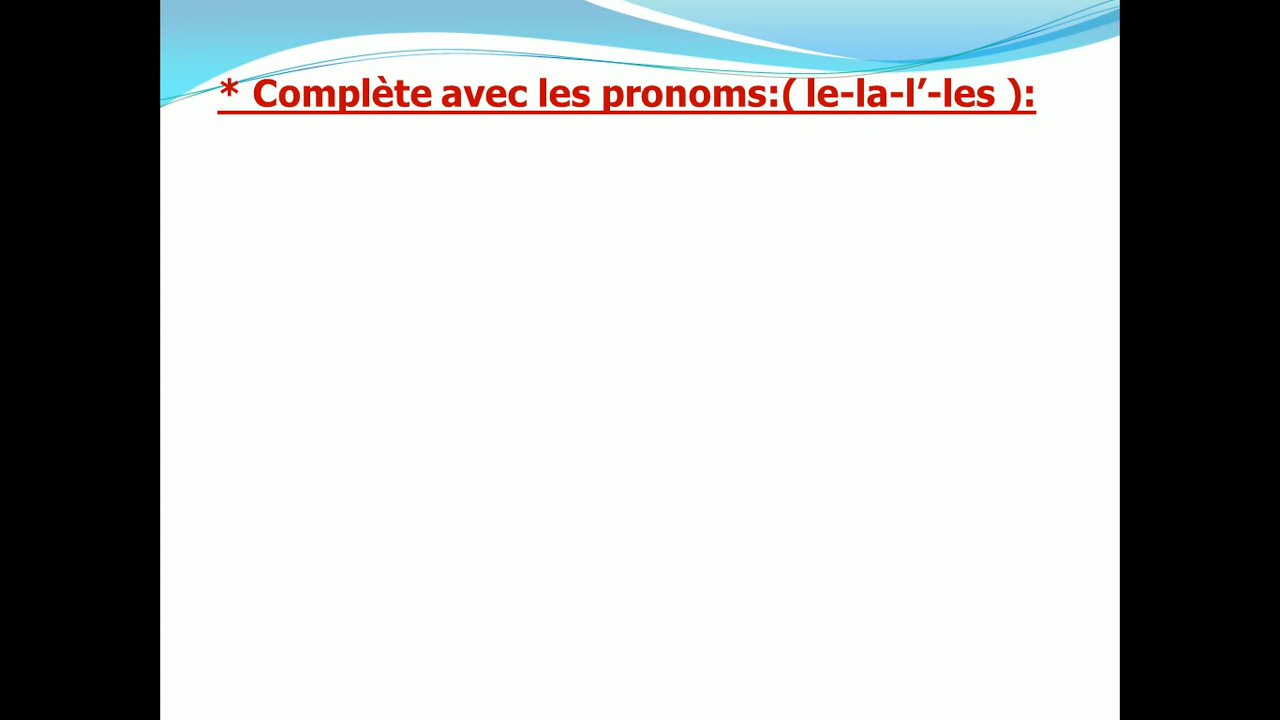 * Complète avec les pronoms:( le-la-l’-les ):